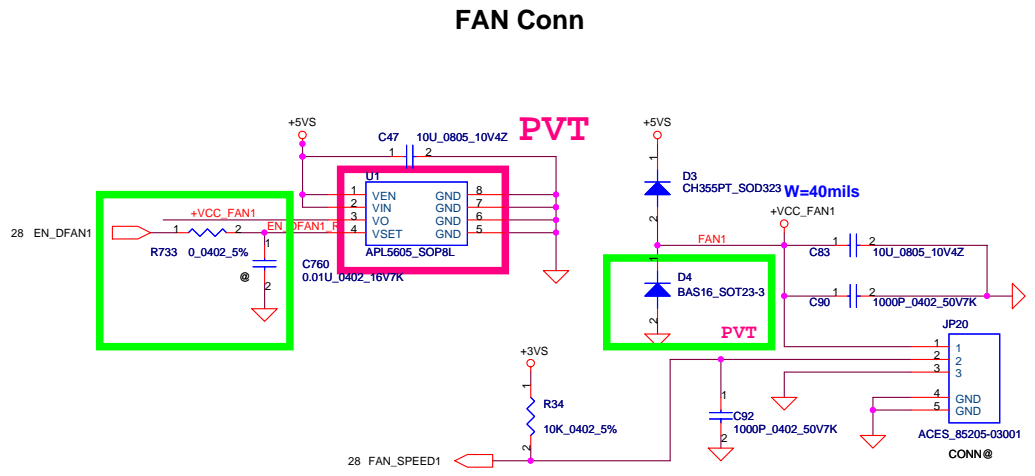 FAN Conn
+5VS
C47 10U_0805_10V4Z
1 2
PVT
U1
1 VEN GND 8
2 VIN GND 7
3 VO GND 6
4 VSET GND 5
APL5605_SOP8L
+VCC_FAN1
EN_DFAN1_R
28 EN_DFAN1
1 2
R733 0_0402_5%
1
2
@
C760
0.01U_0402_16V7K
+5VS
1
D3
CH355PT_SOD323
2
W=40mils
+VCC_FAN1
FAN1
1 2
C83 10U_0805_10V4Z
1
D4
BAS16_SOT23-3
2
PVT
1 2
C90 1000P_0402_50V7K
JP20
1 1
2 2
3 3
4 GND
5 GND
ACES_85205-03001
CONN@
+3VS
1
R34
10K_0402_5%
2
1
C92
1000P_0402_50V7K
2
28 FAN_SPEED1